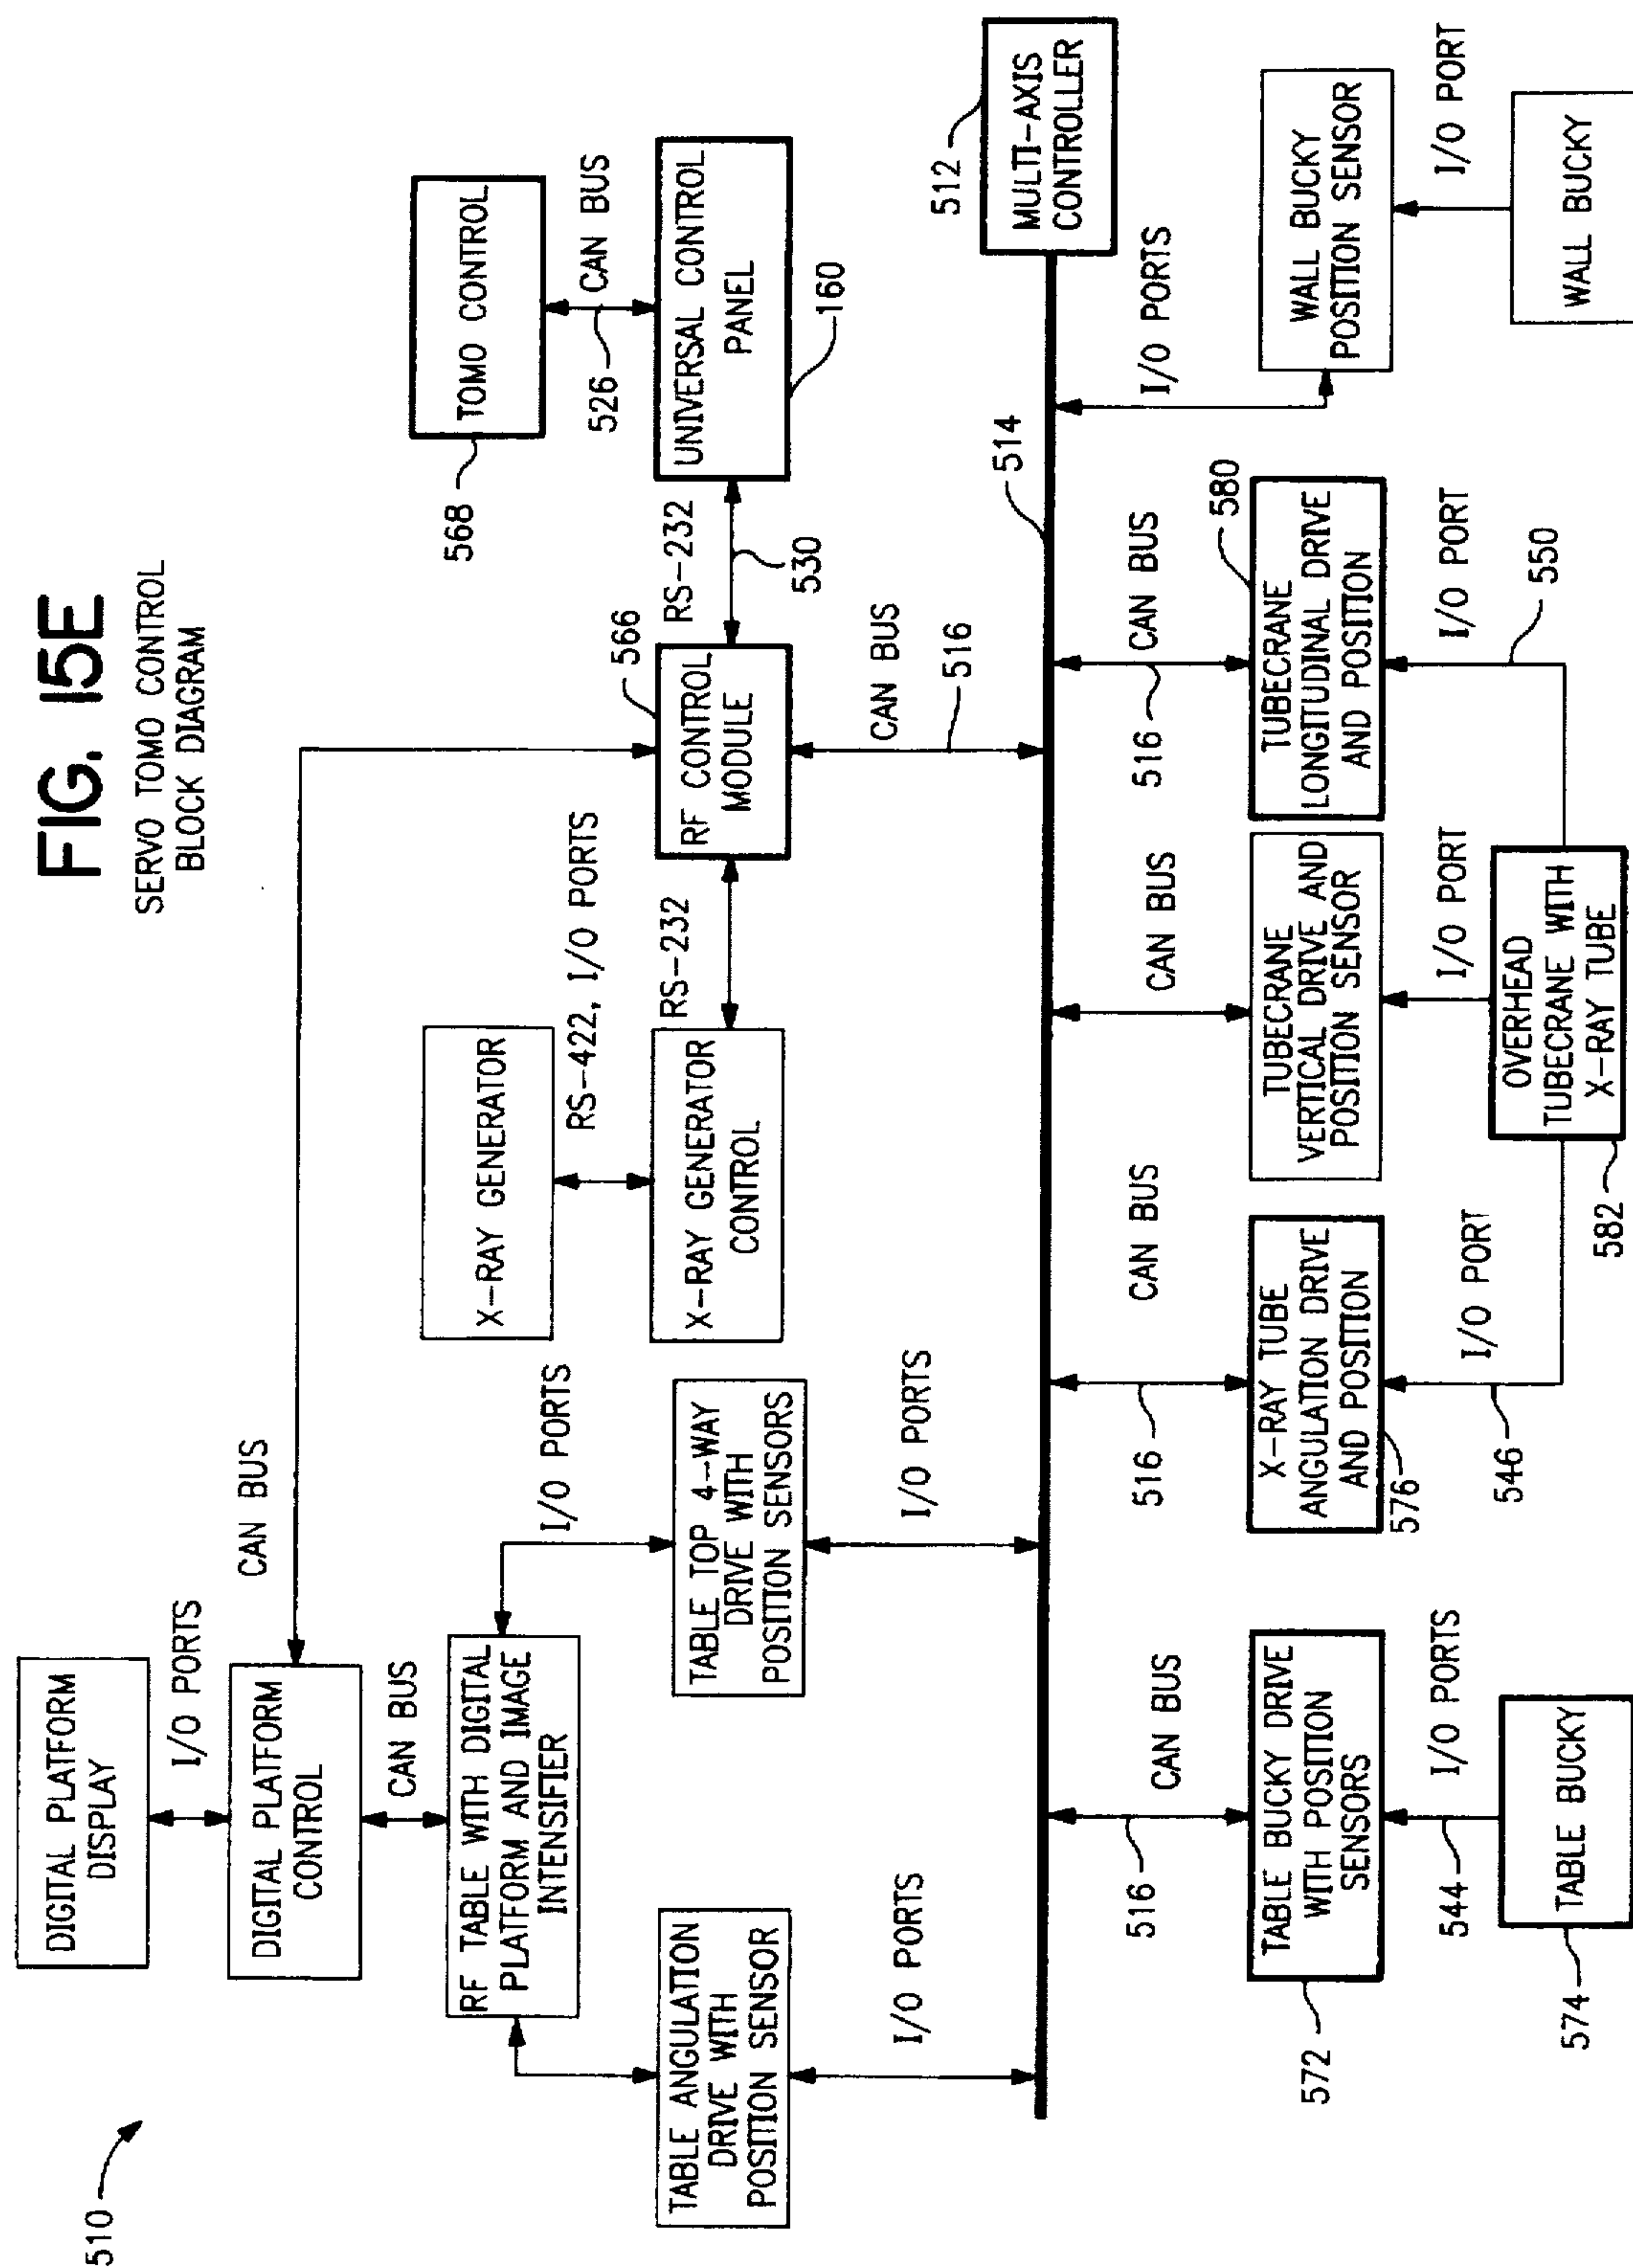 FIG. 15E
SERVO TOMO CONTROL
BLOCK DIAGRAM
510
DIGITAL PLATFORM
DISPLAY
I/O PORTS
DIGITAL PLATFORM
CONTROL
CAN BUS
CAN BUS
RF TABLE WITH DIGITAL
PLATFORM AND IMAGE
INTENSIFIER
I/O PORTS
TABLE ANGULATION
DRIVE WITH
POSITION SENSOR
I/O PORTS
TABLE TOP 4-WAY
DRIVE WITH
POSITION SENSORS
I/O PORTS
X-RAY GENERATOR
RS-422, I/O PORTS
X-RAY GENERATOR
CONTROL
RS-232
566
RF CONTROL
MODULE
CAN BUS
516
RS-232
530
568
TOMO CONTROL
526
CAN BUS
UNIVERSAL CONTROL
PANEL
160
512
MULTI-AXIS
CONTROLLER
514
516
CAN BUS
572
TABLE BUCKY DRIVE
WITH POSITION
SENSORS
544
I/O PORTS
574
TABLE BUCKY
516
CAN BUS
X-RAY TUBE
ANGULATION DRIVE
AND POSITION
576
546
I/O PORT
CAN BUS
TUBECRANE
VERTICAL DRIVE AND
POSITION SENSOR
I/O PORT
OVERHEAD
TUBECRANE WITH
X-RAY TUBE
582
516
CAN BUS
580
TUBECRANE
LONGITUDINAL DRIVE
AND POSITION
I/O PORT
550
I/O PORTS
WALL BUCKY
POSITION SENSOR
I/O PORT
WALL BUCKY